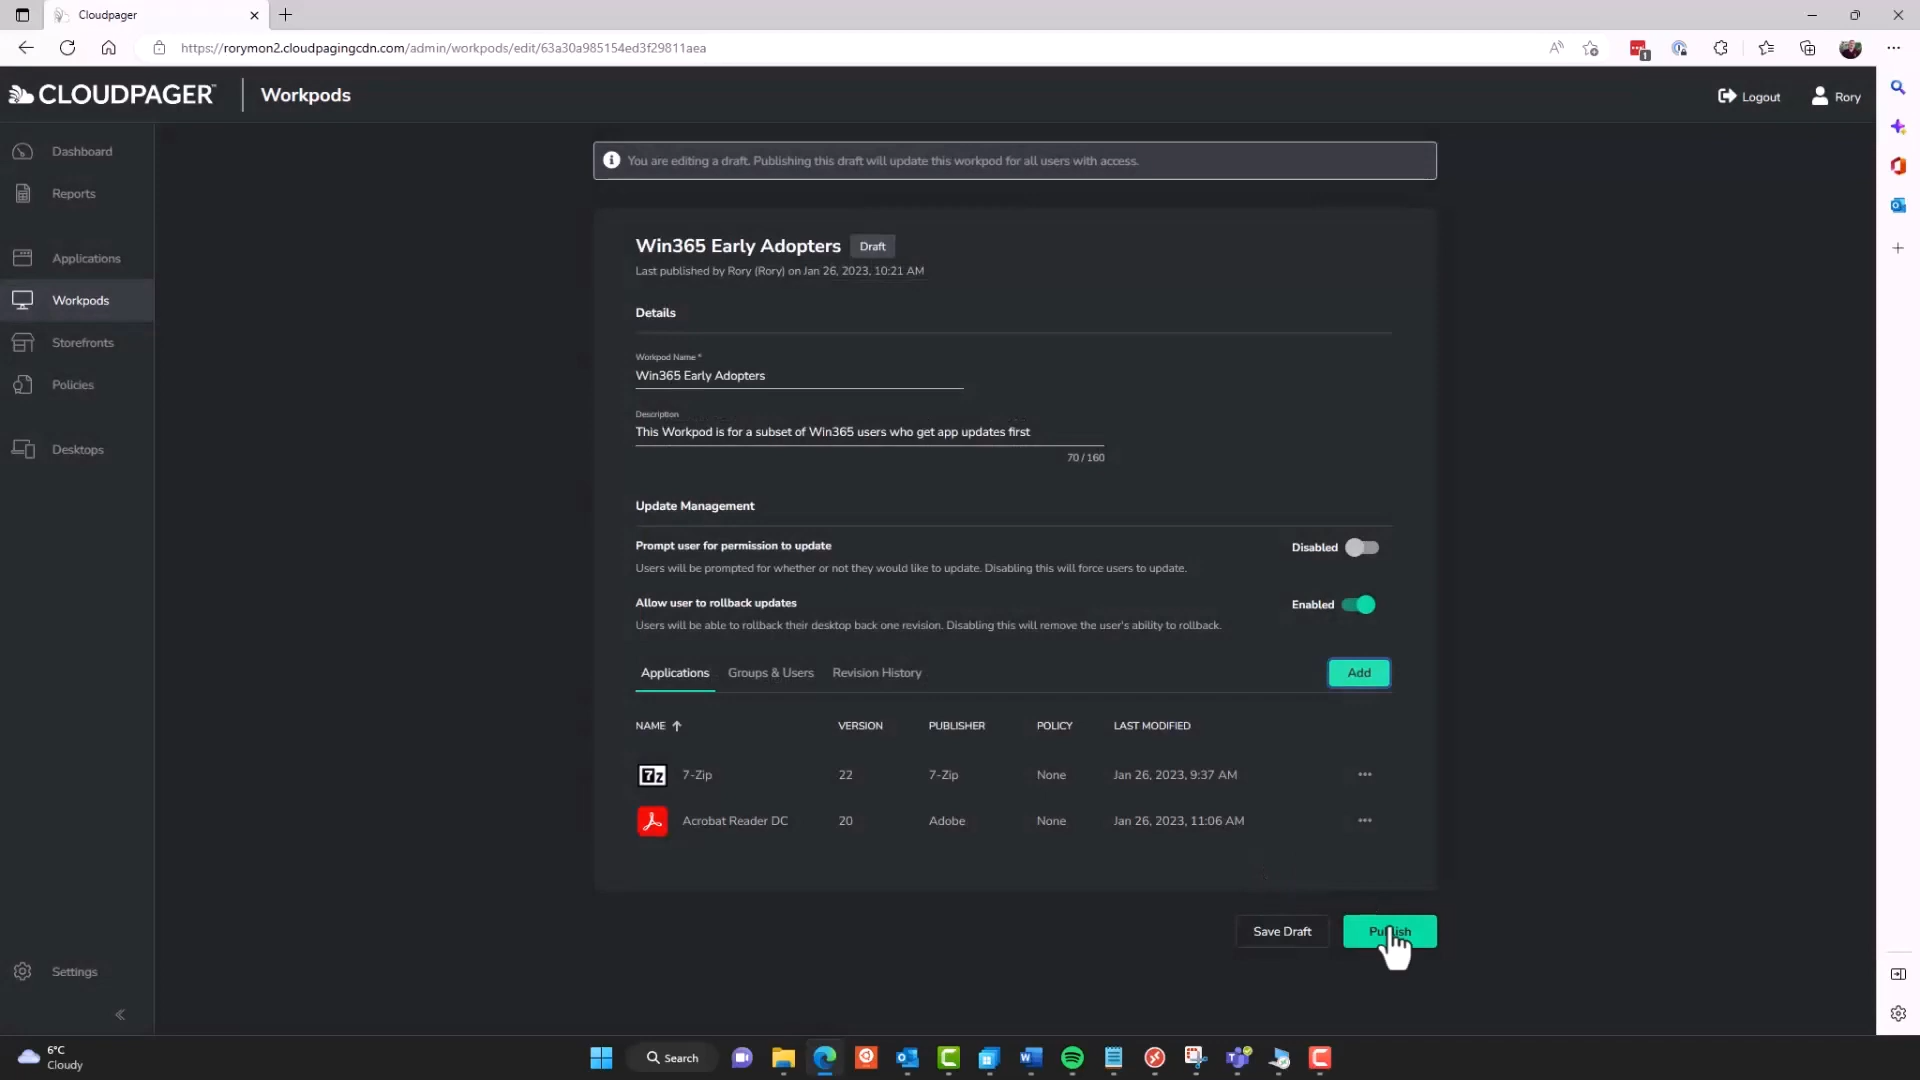 Cloudpager
https://rorymon2.cloudpagingcdn.com/admin/workpods/edit/63a30a985154ed3f29811aea
1
CLOUDPAGER
Workpods
Logout
Rory
Dashboard
Reports
Applications
Workpods
Storefronts
Policies
Desktops
Settings
You are editing a draft. Publishing this draft will update this workpod for all users with access.
Win365 Early Adopters Draft
Last published by Rory (Rory) on Jan 26, 2023, 10:21 AM
Details
Workpod Name *
Win365 Early Adopters
Description
This Workpod is for a subset of Win365 users who get app updates first
70 / 160
Update Management
Prompt user for permission to update
Disabled
Users will be prompted for whether or not they would like to update. Disabling this will force users to update.
Allow user to rollback updates
Enabled
Users will be able to rollback their desktop back one revision. Disabling this will remove the user's ability to rollback.
Applications Groups & Users Revision History Add
NAME VERSION PUBLISHER POLICY LAST MODIFIED
7z 7-Zip 22 7-Zip None Jan 26, 2023, 9:37 AM
Acrobat Reader DC 20 Adobe None Jan 26, 2023, 11:06 AM
Save Draft Publish
6°C
Cloudy
Search